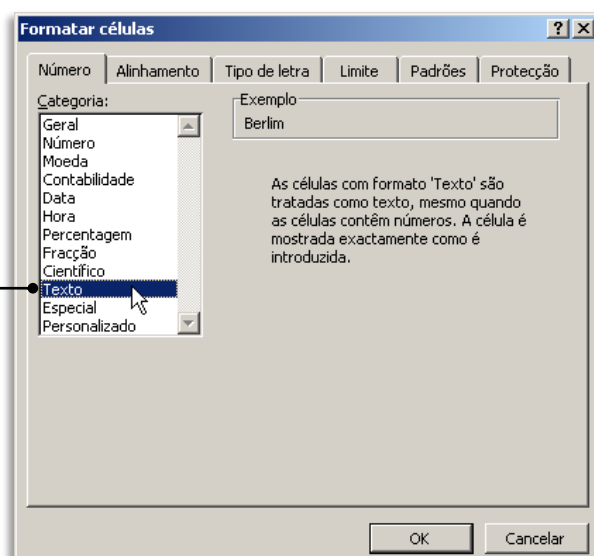 Formatar células
Número Alinhamento Tipo de letra Limite Padrões Protecção
Categoria:
Geral
Número
Moeda
Contabilidade
Data
Hora
Percentagem
Fracção
Científico
Texto
Especial
Personalizado
Exemplo
Berlim
As células com formato 'Texto' são
tratadas como texto, mesmo quando
as células contêm números. A célula é
mostrada exactamente como é
introduzida.
OK Cancelar